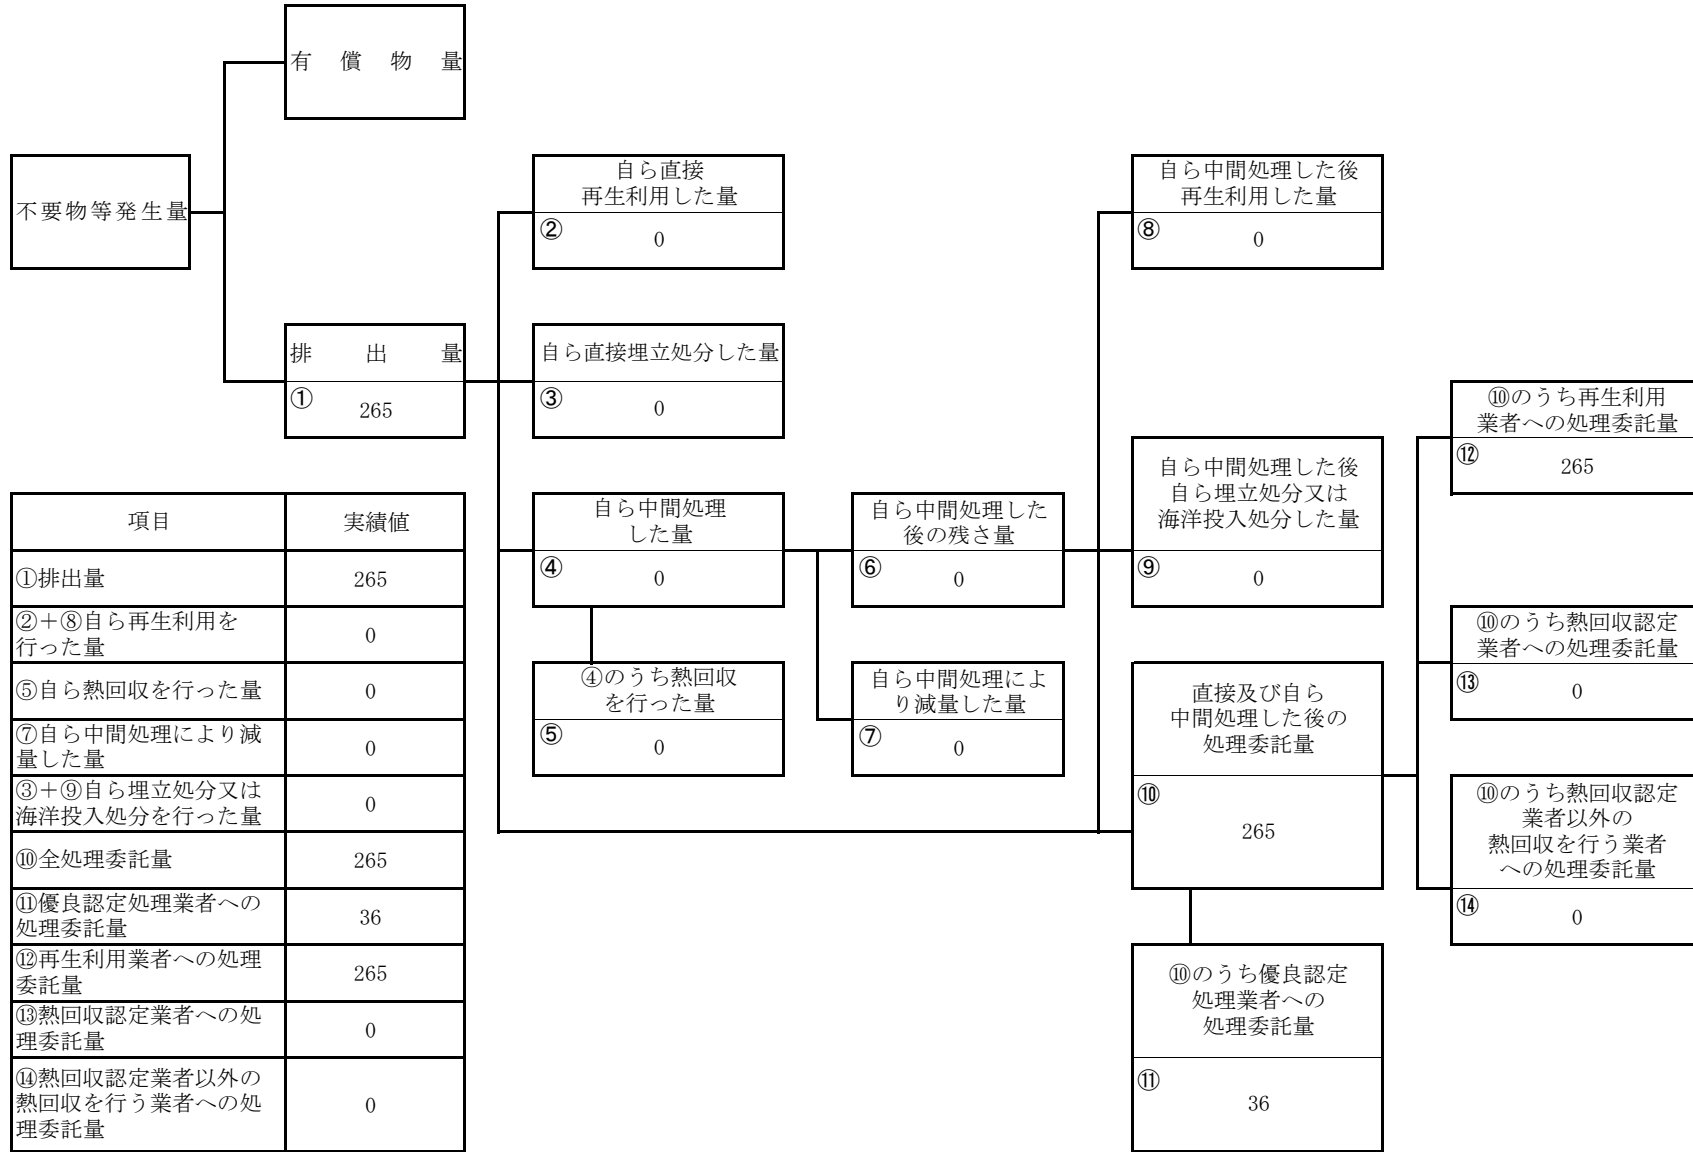 有償物量
不要物等発生量
排出量
①
265
自ら直接
再生利用した量
②
0
自ら直接埋立処分した量
③
0
自ら中間処理
した量
④
0
④のうち熱回収
を行った量
⑤
0
自ら中間処理した
後の残さ量
⑥
0
自ら中間処理によ
り減量した量
⑦
0
自ら中間処理した後
再生利用した量
⑧
0
自ら中間処理した後
自ら埋立処分又は
海洋投入処分した量
⑨
0
直接及び自ら
中間処理した後の
処理委託量
⑩
265
⑩のうち優良認定
処理業者への
処理委託量
⑪
36
⑩のうち再生利用
業者への処理委託量
⑫
265
⑩のうち熱回収認定
業者への処理委託量
⑬
0
⑩のうち熱回収認定
業者以外の
熱回収を行う業者
への処理委託量
⑭
0
項目 実績値
①排出量 265
②＋⑧自ら再生利用を
行った量 0
⑤自ら熱回収を行った量 0
⑦自ら中間処理により減
量した量 0
③＋⑨自ら埋立処分又は
海洋投入処分を行った量 0
⑩全処理委託量 265
⑪優良認定処理業者への
処理委託量 36
⑫再生利用業者への処理
委託量 265
⑬熱回収認定業者への処
理委託量 0
⑭熱回収認定業者以外の
熱回収を行う業者への処
理委託量 0